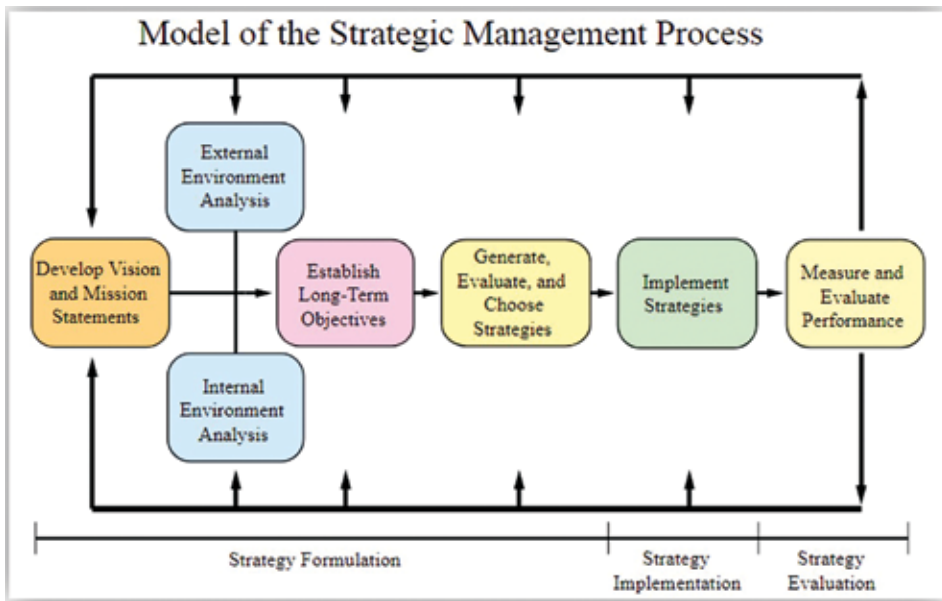 Model of the Strategic Management Process
External
Environment
Analysis
Develop Vision
and Mission
Statements
Establish
Long-Term
Objectives
Generate,
Evaluate, and
Choose
Strategies
Implement
Strategies
Measure and
Evaluate
Performance
Internal
Environment
Analysis
Strategy Formulation
Strategy
Implementation
Strategy
Evaluation